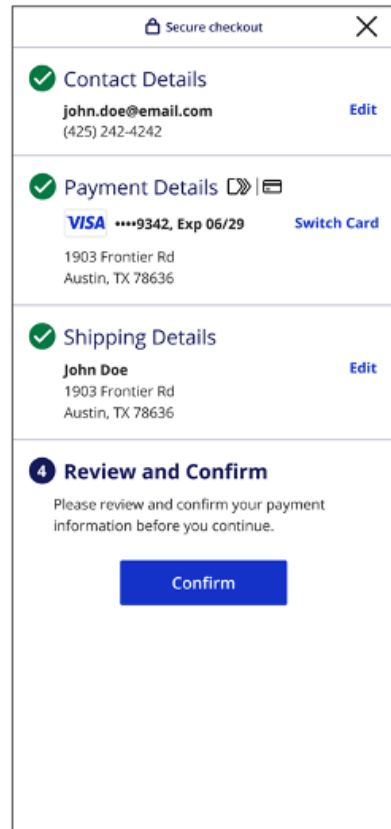 Secure checkout
Contact Details
john.doe@email.com Edit
(425) 242-4242
Payment Details
VISA ••••9342, Exp 06/29 Switch Card
1903 Frontier Rd
Austin, TX 78636
Shipping Details
John Doe Edit
1903 Frontier Rd
Austin, TX 78636
4 Review and Confirm
Please review and confirm your payment
information before you continue.
Confirm